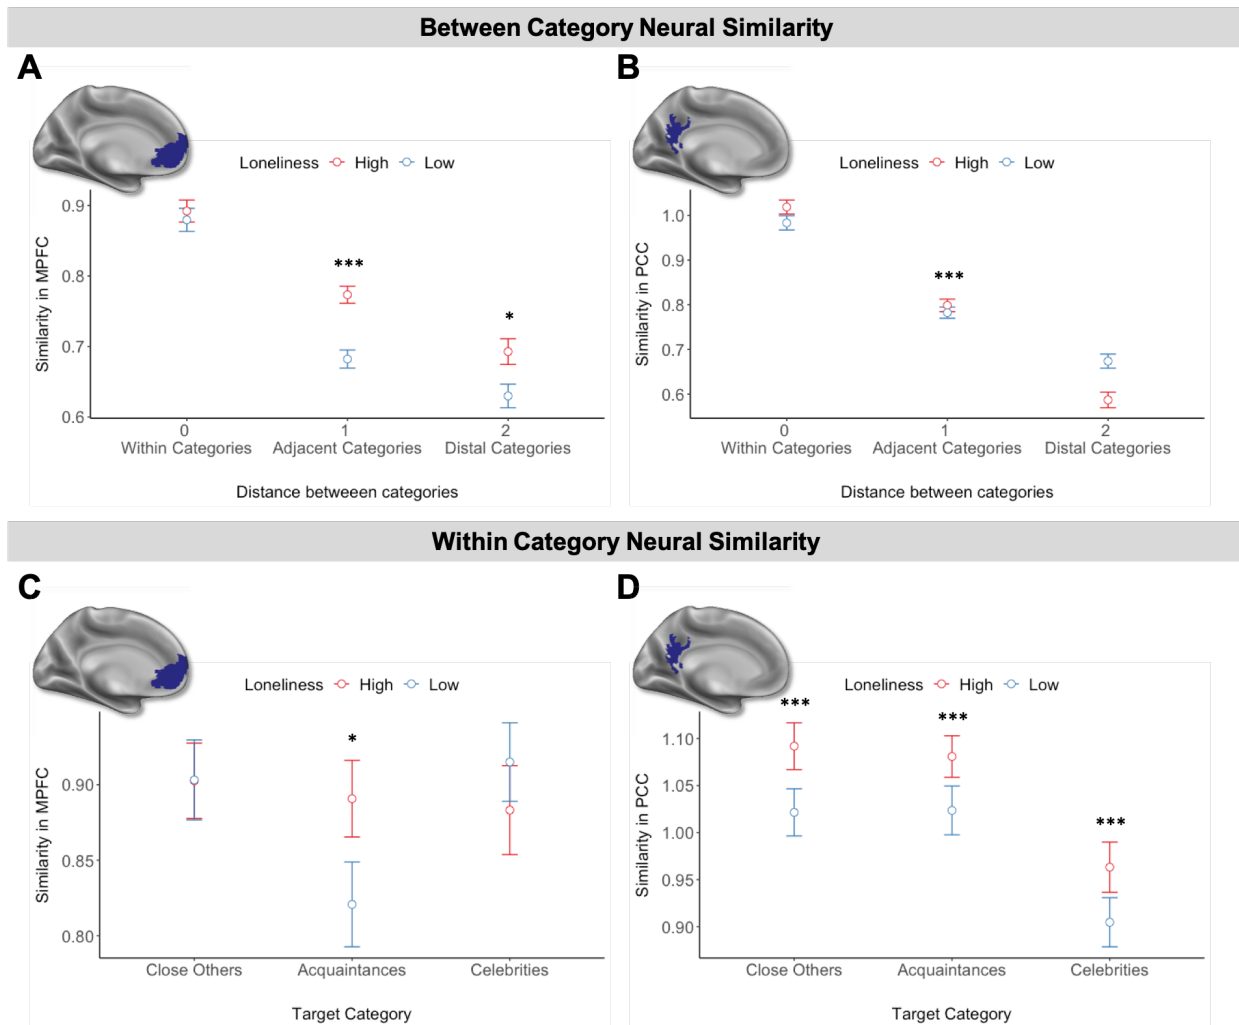 Between Category Neural Similarity
A
Loneliness High Low
Similarity in MPFC
0.9
0.8
0.7
0.6
***
*
0 1 2
Within Categories Adjacent Categories Distal Categories
Distance betweeen categories
B
Loneliness High Low
Similarity in PCC
1.0
0.9
0.8
0.7
0.6
***
0 1 2
Within Categories Adjacent Categories Distal Categories
Distance between categories
Within Category Neural Similarity
C
Loneliness High Low
Similarity in MPFC
0.90
0.85
0.80
*
Close Others Acquaintances Celebrities
Target Category
D
Loneliness High Low
Similarity in PCC
1.10
1.05
1.00
0.95
0.90
***
***
***
Close Others Acquaintances Celebrities
Target Category